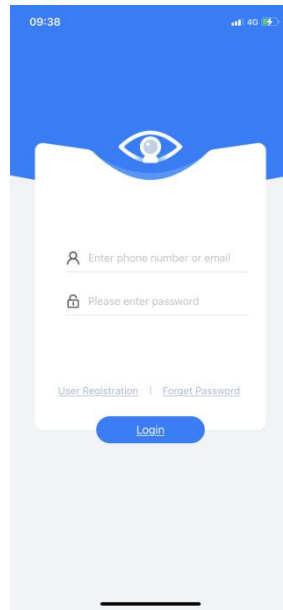 09:38 4G
Enter phone number or email
Please enter password
User Registration | Forget Password
Login